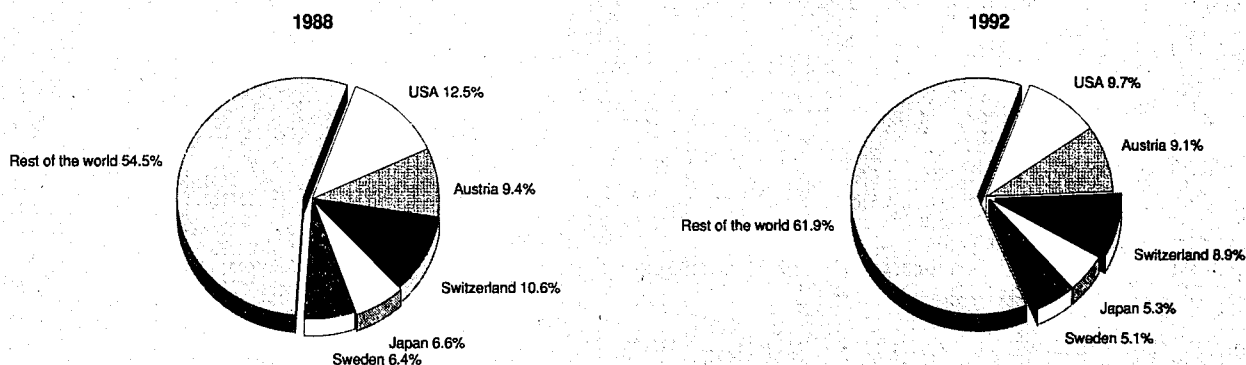 1988
USA 12.5%
Rest of the world 54.5%
Austria 9.4%
Switzerland 10.6%
Japan 6.6%
Sweden 6.4%
1992
USA 9.7%
Austria 9.1%
Rest of the world 61.9%
Switzerland 8.9%
Japan 5.3%
Sweden 5.1%